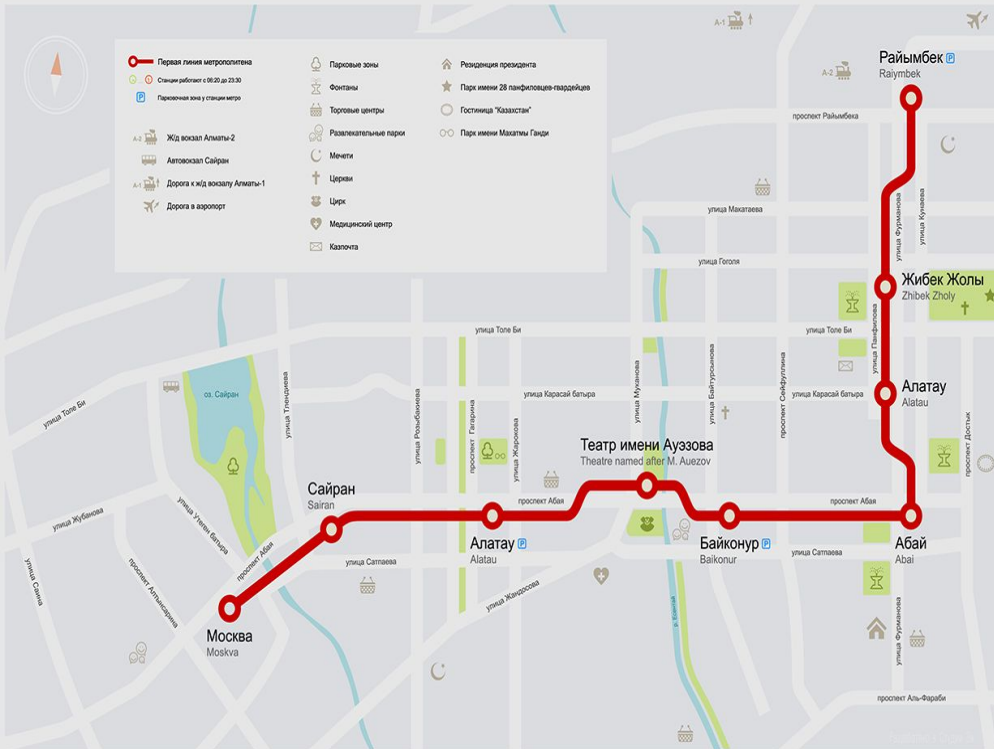 Первая линия метрополитена
Станции работают с 06:20 до 23:30
P Парковочная зона у станции метро
А-2 Ж/д вокзал Алматы-2
Автовокзал Сайран
А-1 Дорога к ж/д вокзалу Алматы-1
Дорога в аэропорт
Парковые зоны
Фонтаны
Торговые центры
Развлекательные парки
Мечети
Церкви
Цирк
Медицинский центр
Казпочта
Резиденция президента
Парк имени 28 панфиловцев-гвардейцев
Гостиница "Казахстан"
Парк имени Махатмы Ганди
А-1
Райымбек P
Raiymbek
А-2
проспект Райымбека
улица Макатаева
улица Фурманова
улица Кунаева
улица Гоголя
Жибек Жолы
Zhibek Zholy
улица Толе Би
улица Толе Би
улица Панфилова
оз. Сайран
улица Толе Би
улица Тлендиева
улица Розыбакиева
проспект Гагарина
улица Жарокова
улица Карасай батыра
улица Муканова
улица Байтурсынова
проспект Сейфуллина
улица Карасай батыра
Алатау
Alatau
проспект Достык
Театр имени Ауэзова
Theatre named after M. Auezov
Сайран
Sairan
проспект Абая
проспект Абая
улица Жубанова
улица Утеген батыра
проспект Абая
Алатау P
Alatau
Байконур P
Baikonur
Абай
Abai
улица Сатпаева
улица Сатпаева
улица Саина
проспект Алтынсарина
улица Жандосова
р. Есентай
улица Фурманова
Москва
Moskva
проспект Аль-Фараби